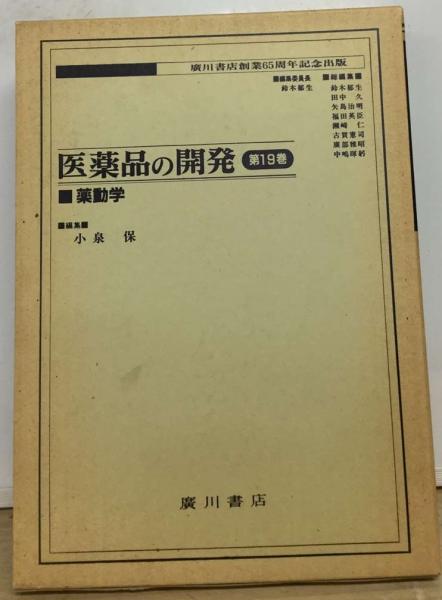 廣川書店創業65周年記念出版
■編集委員長
鈴木郁生
■総編集■
鈴木郁生
田中 久
矢島治明
福田英臣
瀬崎 仁
古賀憲司
廣部雅昭
中嶋暉躬
医薬品の開発 第19巻
■薬動学
■編集■
小泉 保
廣川書店